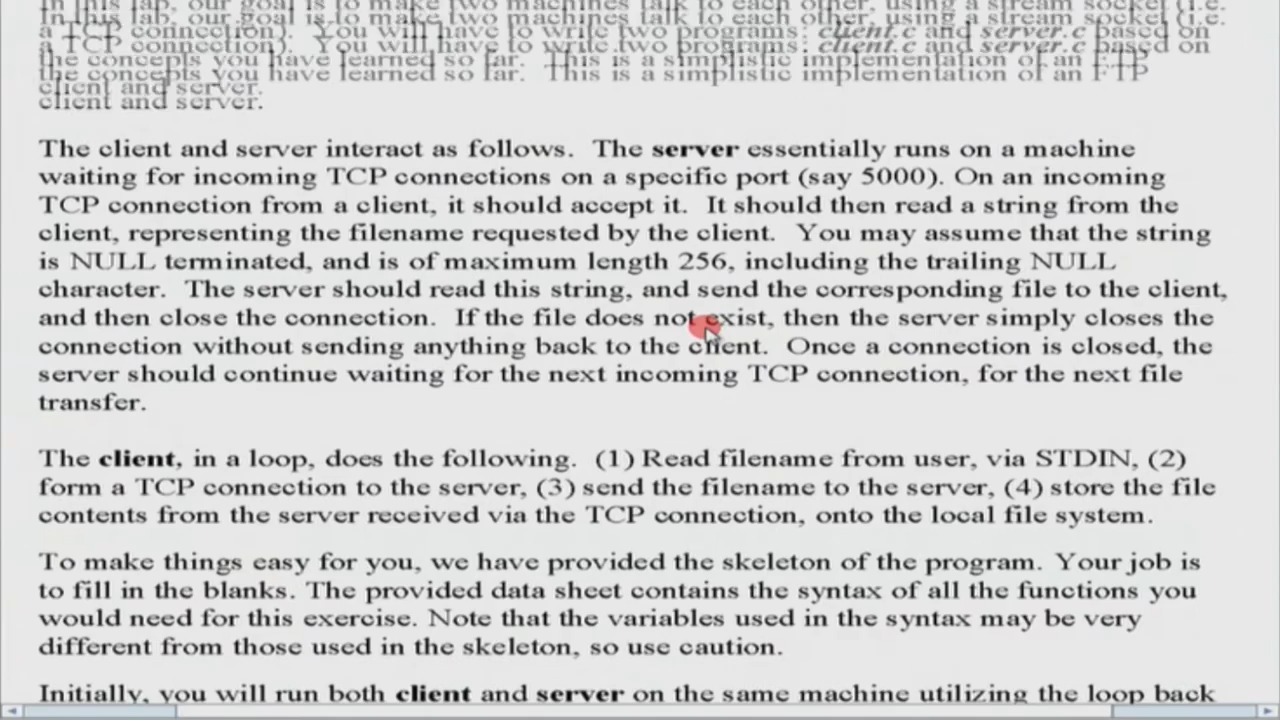 In this lab, our goal is to make two machines talk to each other, using a stream socket (i.e.
a TCP connection). You will have to write two programs: client.c and server.c based on
the concepts you have learned so far. This is a simplistic implementation of an FTP
client and server.
The client and server interact as follows. The server essentially runs on a machine
waiting for incoming TCP connections on a specific port (say 5000). On an incoming
TCP connection from a client, it should accept it. It should then read a string from the
client, representing the filename requested by the client. You may assume that the string
is NULL terminated, and is of maximum length 256, including the trailing NULL
character. The server should read this string, and send the corresponding file to the client,
and then close the connection. If the file does not exist, then the server simply closes the
connection without sending anything back to the client. Once a connection is closed, the
server should continue waiting for the next incoming TCP connection, for the next file
transfer.
The client, in a loop, does the following. (1) Read filename from user, via STDIN, (2)
form a TCP connection to the server, (3) send the filename to the server, (4) store the file
contents from the server received via the TCP connection, onto the local file system.
To make things easy for you, we have provided the skeleton of the program. Your job is
to fill in the blanks. The provided data sheet contains the syntax of all the functions you
would need for this exercise. Note that the variables used in the syntax may be very
different from those used in the skeleton, so use caution.
Initially, you will run both client and server on the same machine utilizing the loop back